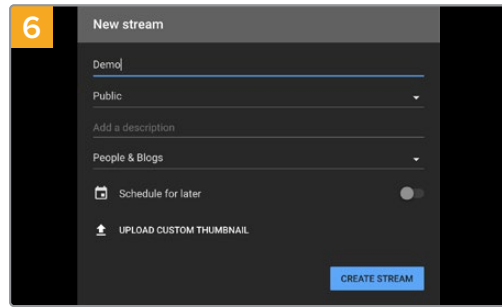 6
New stream
Demo
Public
Add a description
People & Blogs
Schedule for later
UPLOAD CUSTOM THUMBNAIL
CREATE STREAM